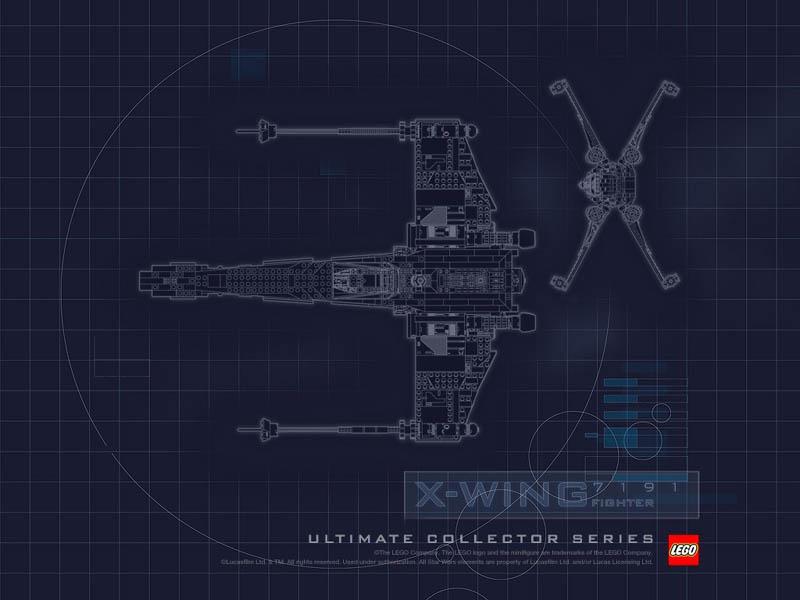 X-WING 7191
FIGHTER
ULTIMATE COLLECTOR SERIES
LEGO
©The LEGO Company. The LEGO logo and the minifigure are trademarks of the LEGO Company.
©Lucasfilm Ltd. & TM. All rights reserved. Used under authorization. All Star Wars elements are property of Lucasfilm Ltd. and/or Lucas Licensing Ltd.